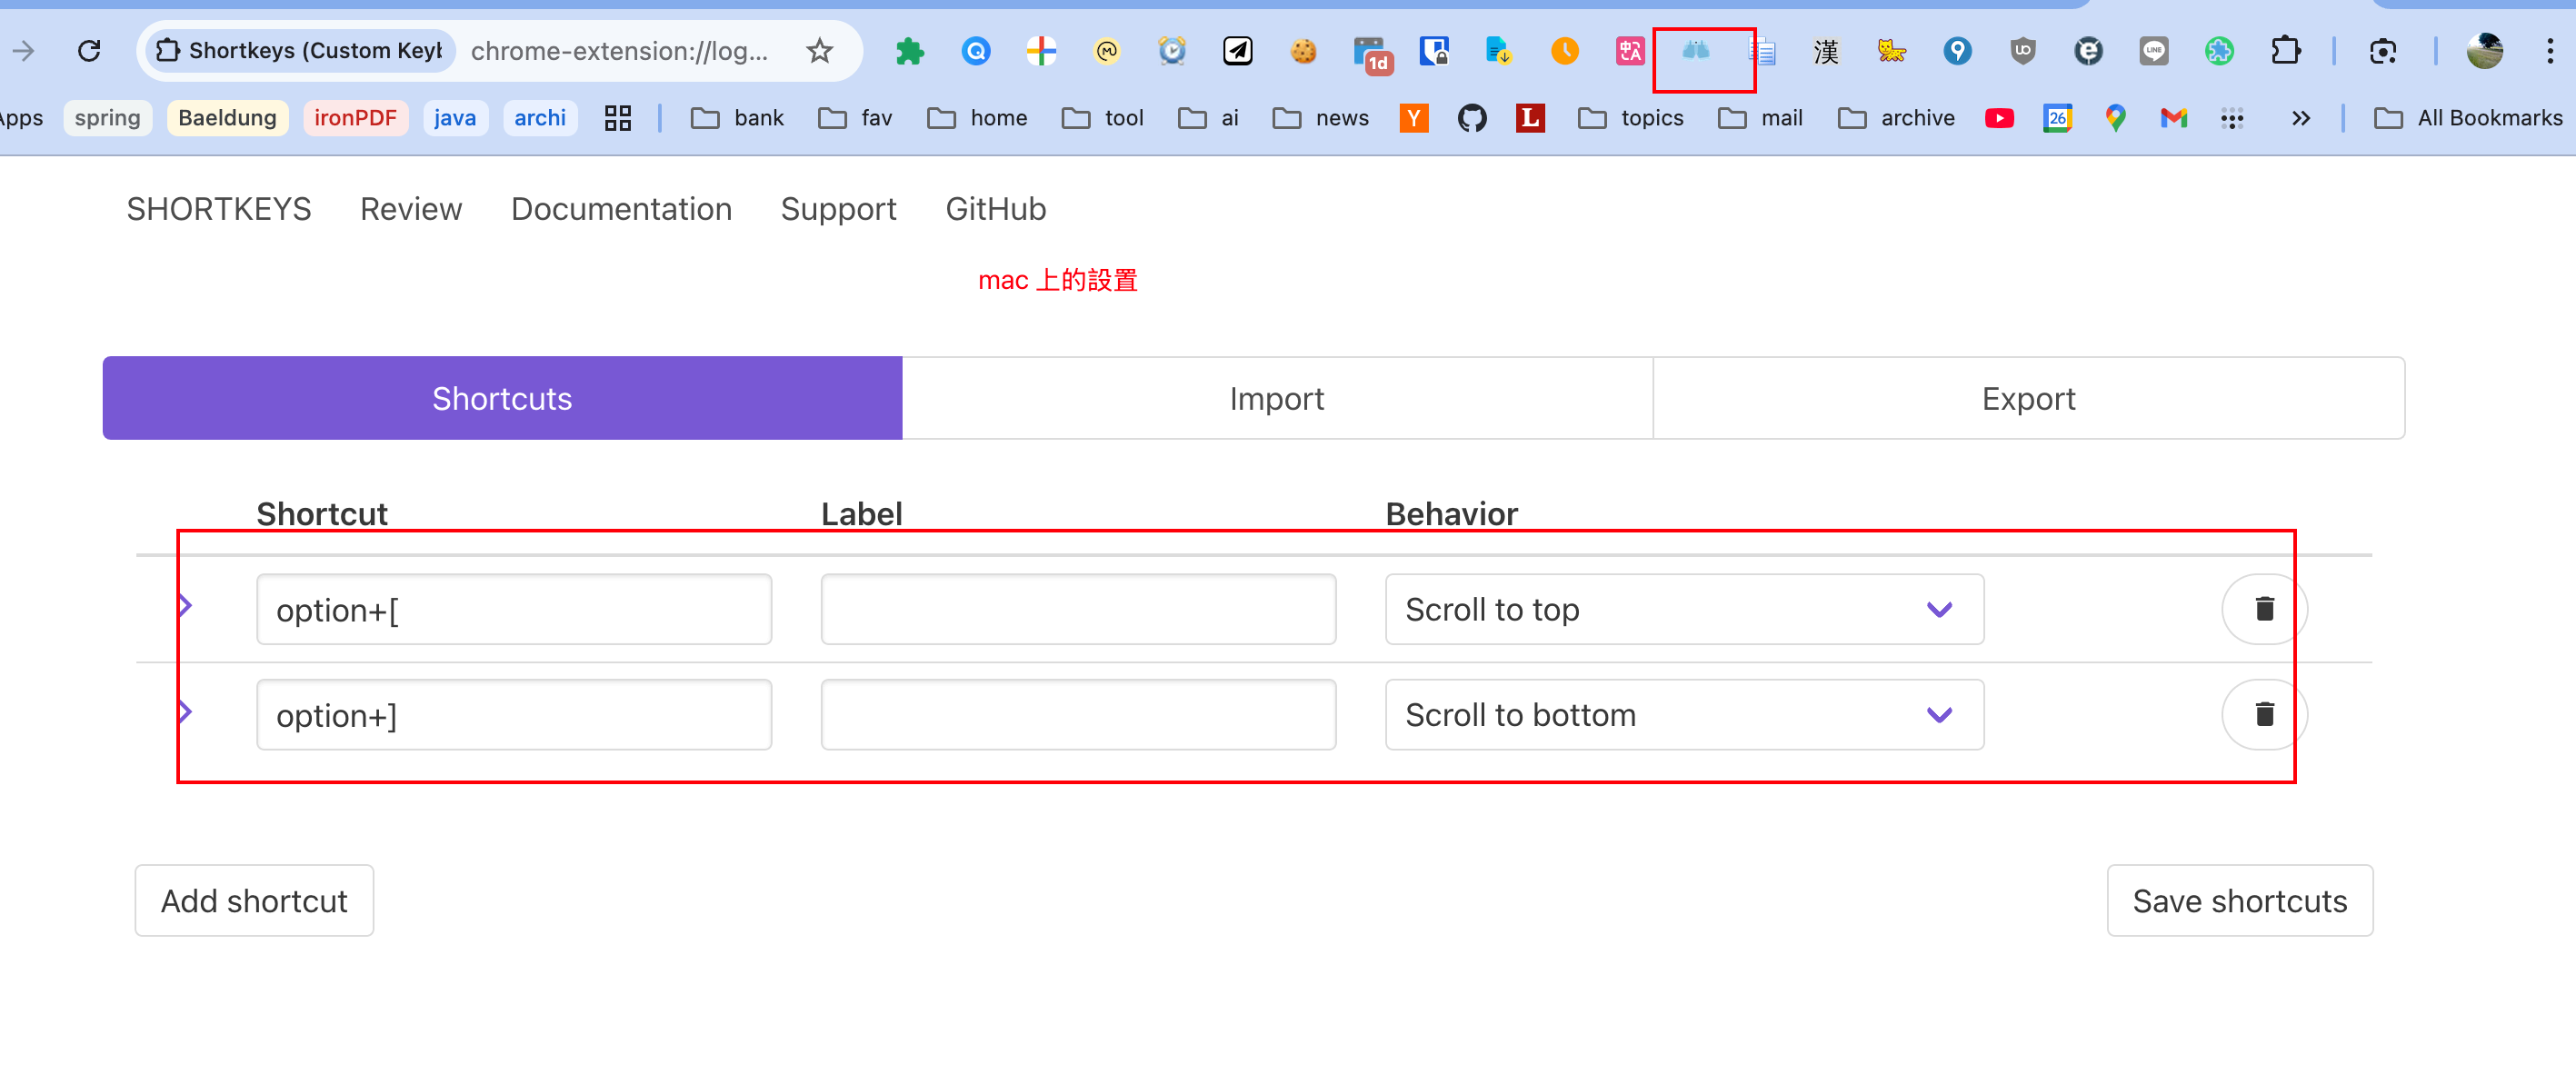 Shortkeys (Custom Keyb chrome-extension://log... 1d 漢
Apps spring Baeldung ironPDF java archi bank fav home tool ai news Y L topics mail archive 26 All Bookmarks
SHORTKEYS Review Documentation Support GitHub
mac 上的設置
Shortcuts Import Export
Shortcut Label Behavior
option+[ Scroll to top
option+] Scroll to bottom
Add shortcut Save shortcuts